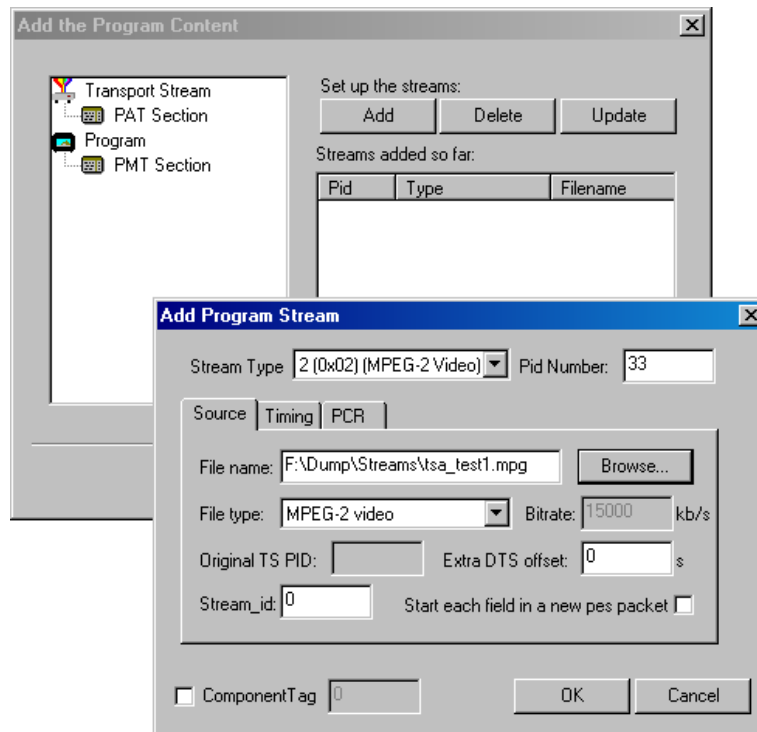 Add the Program Content
Transport Stream
PAT Section
Program
PMT Section
Set up the streams:
Add Delete Update
Streams added so far:
Pid Type Filename
Add Program Stream
Stream Type 2 (0x02) (MPEG-2 Video) Pid Number: 33
Source Timing PCR
File name: F:\Dump\Streams\tsa_test1.mpg Browse...
File type: MPEG-2 video Bitrate: 15000 kb/s
Original TS PID: Extra DTS offset: 0 s
Stream_id: 0 Start each field in a new pes packet
ComponentTag 0 OK Cancel